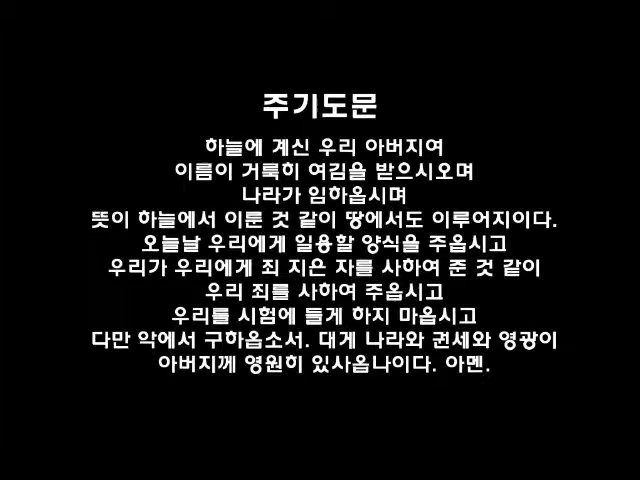 주기도문
하늘에 계신 우리 아버지여
이름이 거룩히 여김을 받으시오며
나라가 임하옵시며
뜻이 하늘에서 이룬 것 같이 땅에서도 이루어지이다.
오늘날 우리에게 일용할 양식을 주옵시고
우리가 우리에게 죄 지은 자를 사하여 준 것 같이
우리 죄를 사하여 주옵시고
우리를 시험에 들게 하지 마옵시고
다만 악에서 구하옵소서. 대게 나라와 권세와 영광이
아버지께 영원히 있사옵나이다. 아멘.